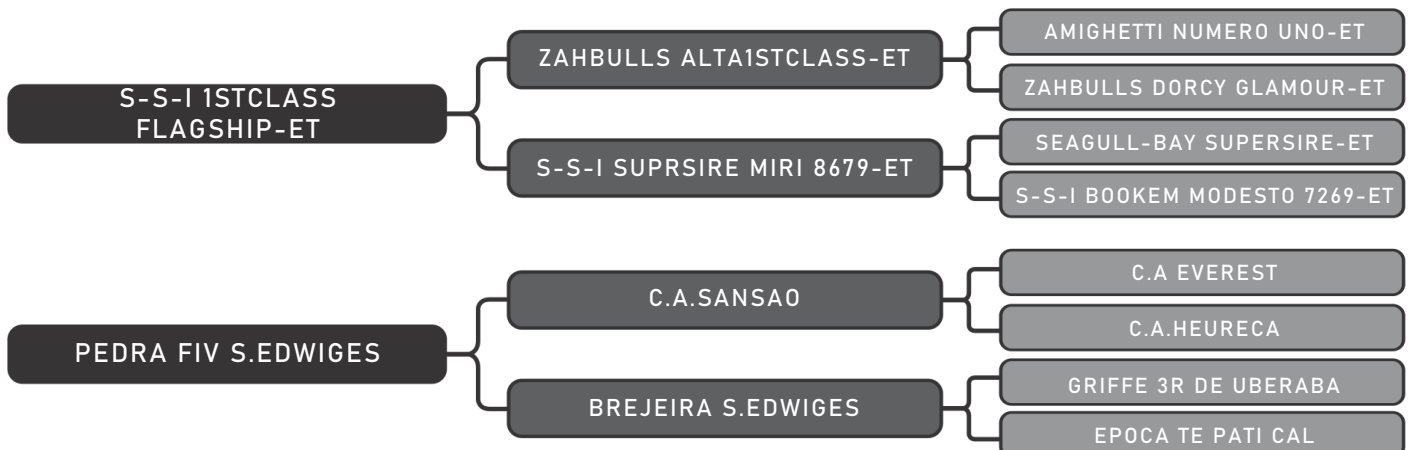 S-S-I 1STCLASS
FLAGSHIP-ET
ZAHBULLS ALTA1STCLASS-ET
AMIGHETTI NUMERO UNO-ET
ZAHBULLS DORCY GLAMOUR-ET
S-S-I SUPRSIRE MIRI 8679-ET
SEAGULL-BAY SUPERSIRE-ET
S-S-I BOOKEM MODESTO 7269-ET
PEDRA FIV S.EDWIGES
C.A.SANSAO
C.A EVEREST
C.A.HEURECA
BREJEIRA S.EDWIGES
GRIFFE 3R DE UBERABA
EPOCA TE PATI CAL